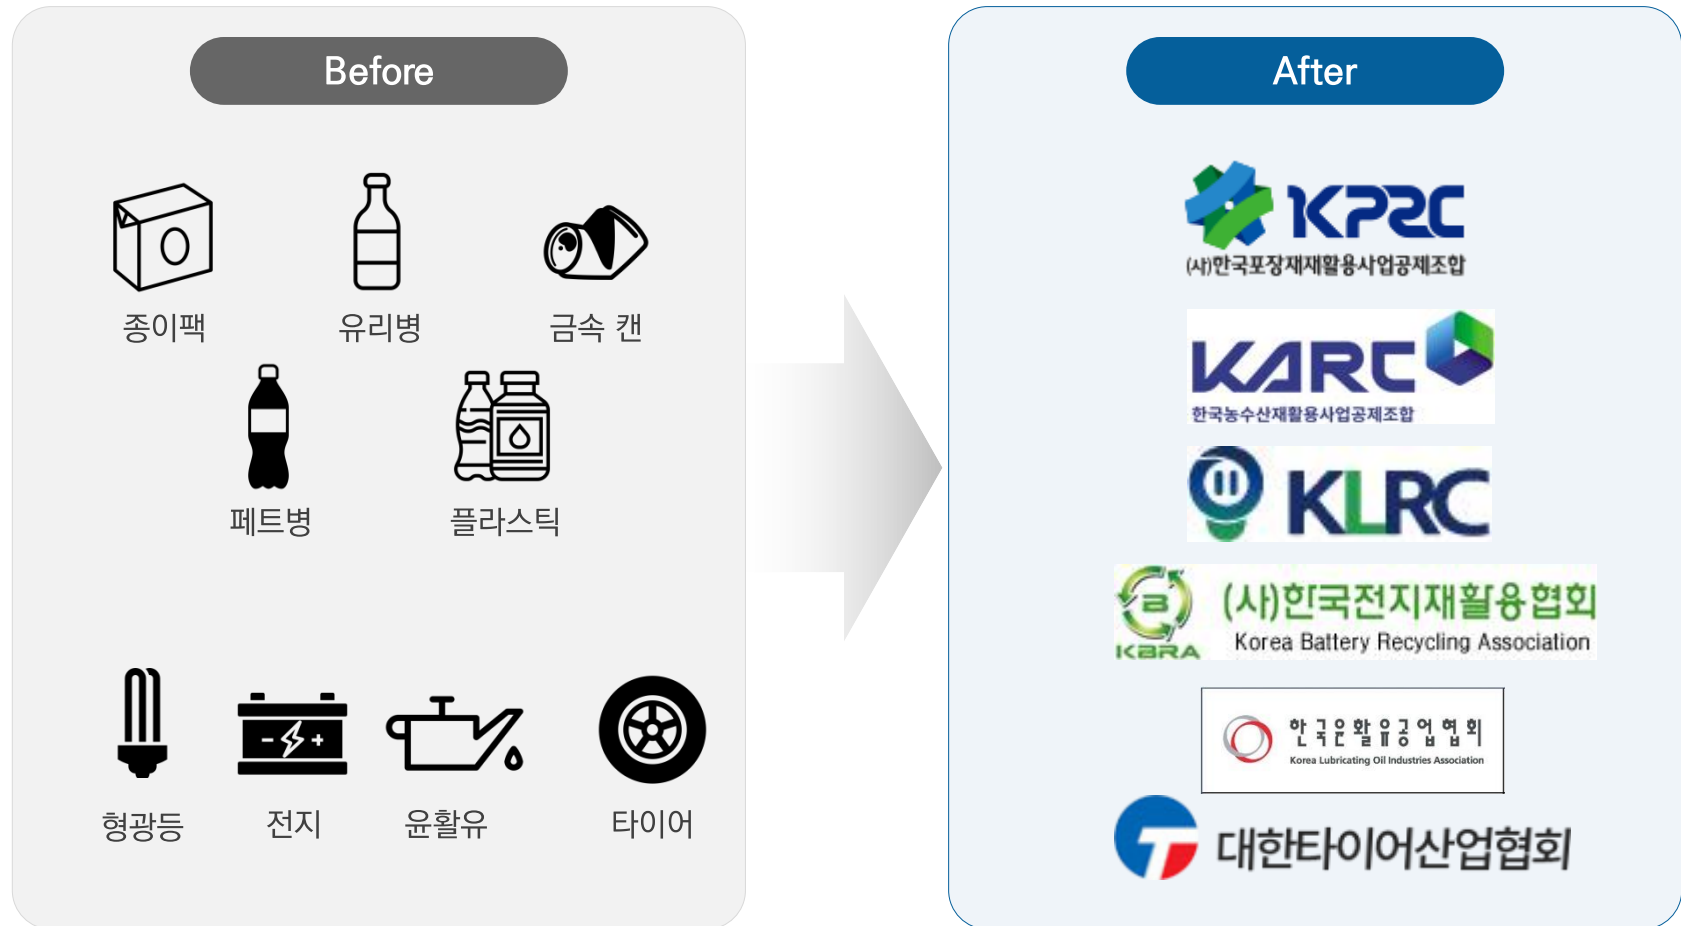 Before
종이팩
유리병
금속 캔
페트병
플라스틱
형광등
전지
윤활유
타이어
After
KPRC
(사)한국포장재재활용사업공제조합
KARC
한국농수산재활용사업공제조합
KLRC
B
KBRA
(사)한국전지재활용협회
Korea Battery Recycling Association
한국윤활유공업협회
Korea Lubricating Oil Industries Association
대한타이어산업협회